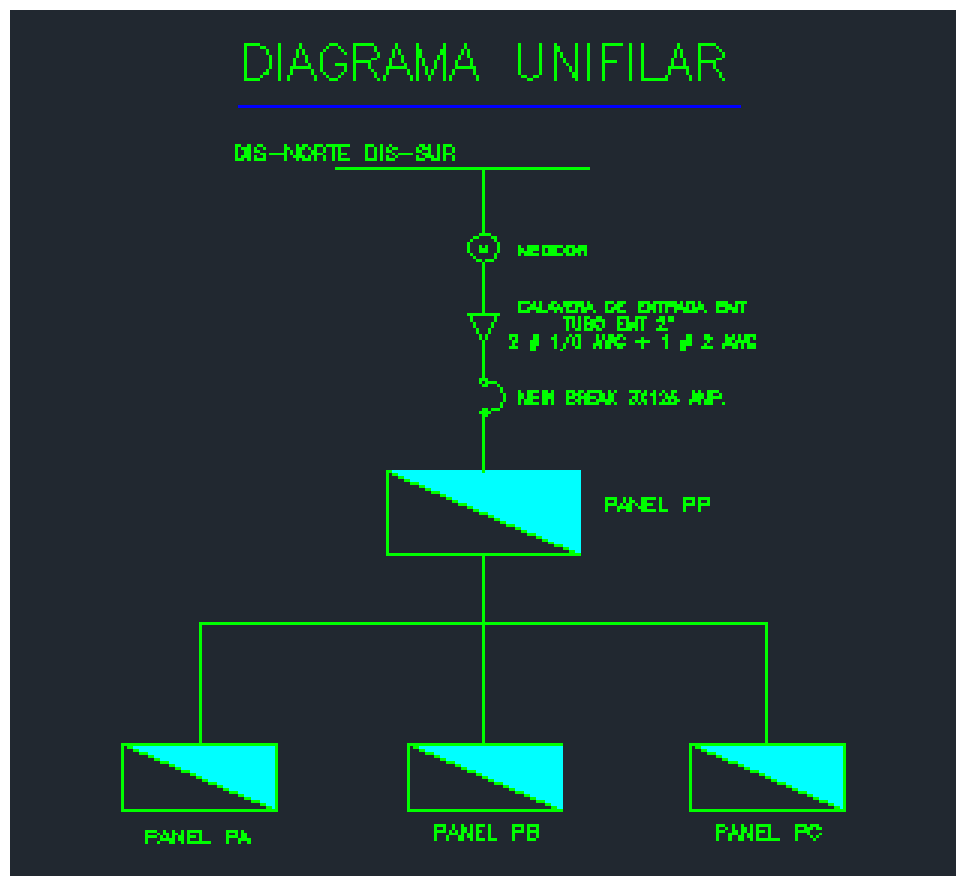 DIAGRAMA UNIFILAR
DIS-NORTE DIS-SUR
M
MEDIDOR
CALAVERA DE ENTRADA EMT
TUBO EMT 2"
2 # 1/0 AWG + 1 # 2 AWG
MEIN BREAK 2X125 AMP.
PANEL PP
PANEL PA
PANEL PB
PANEL PC